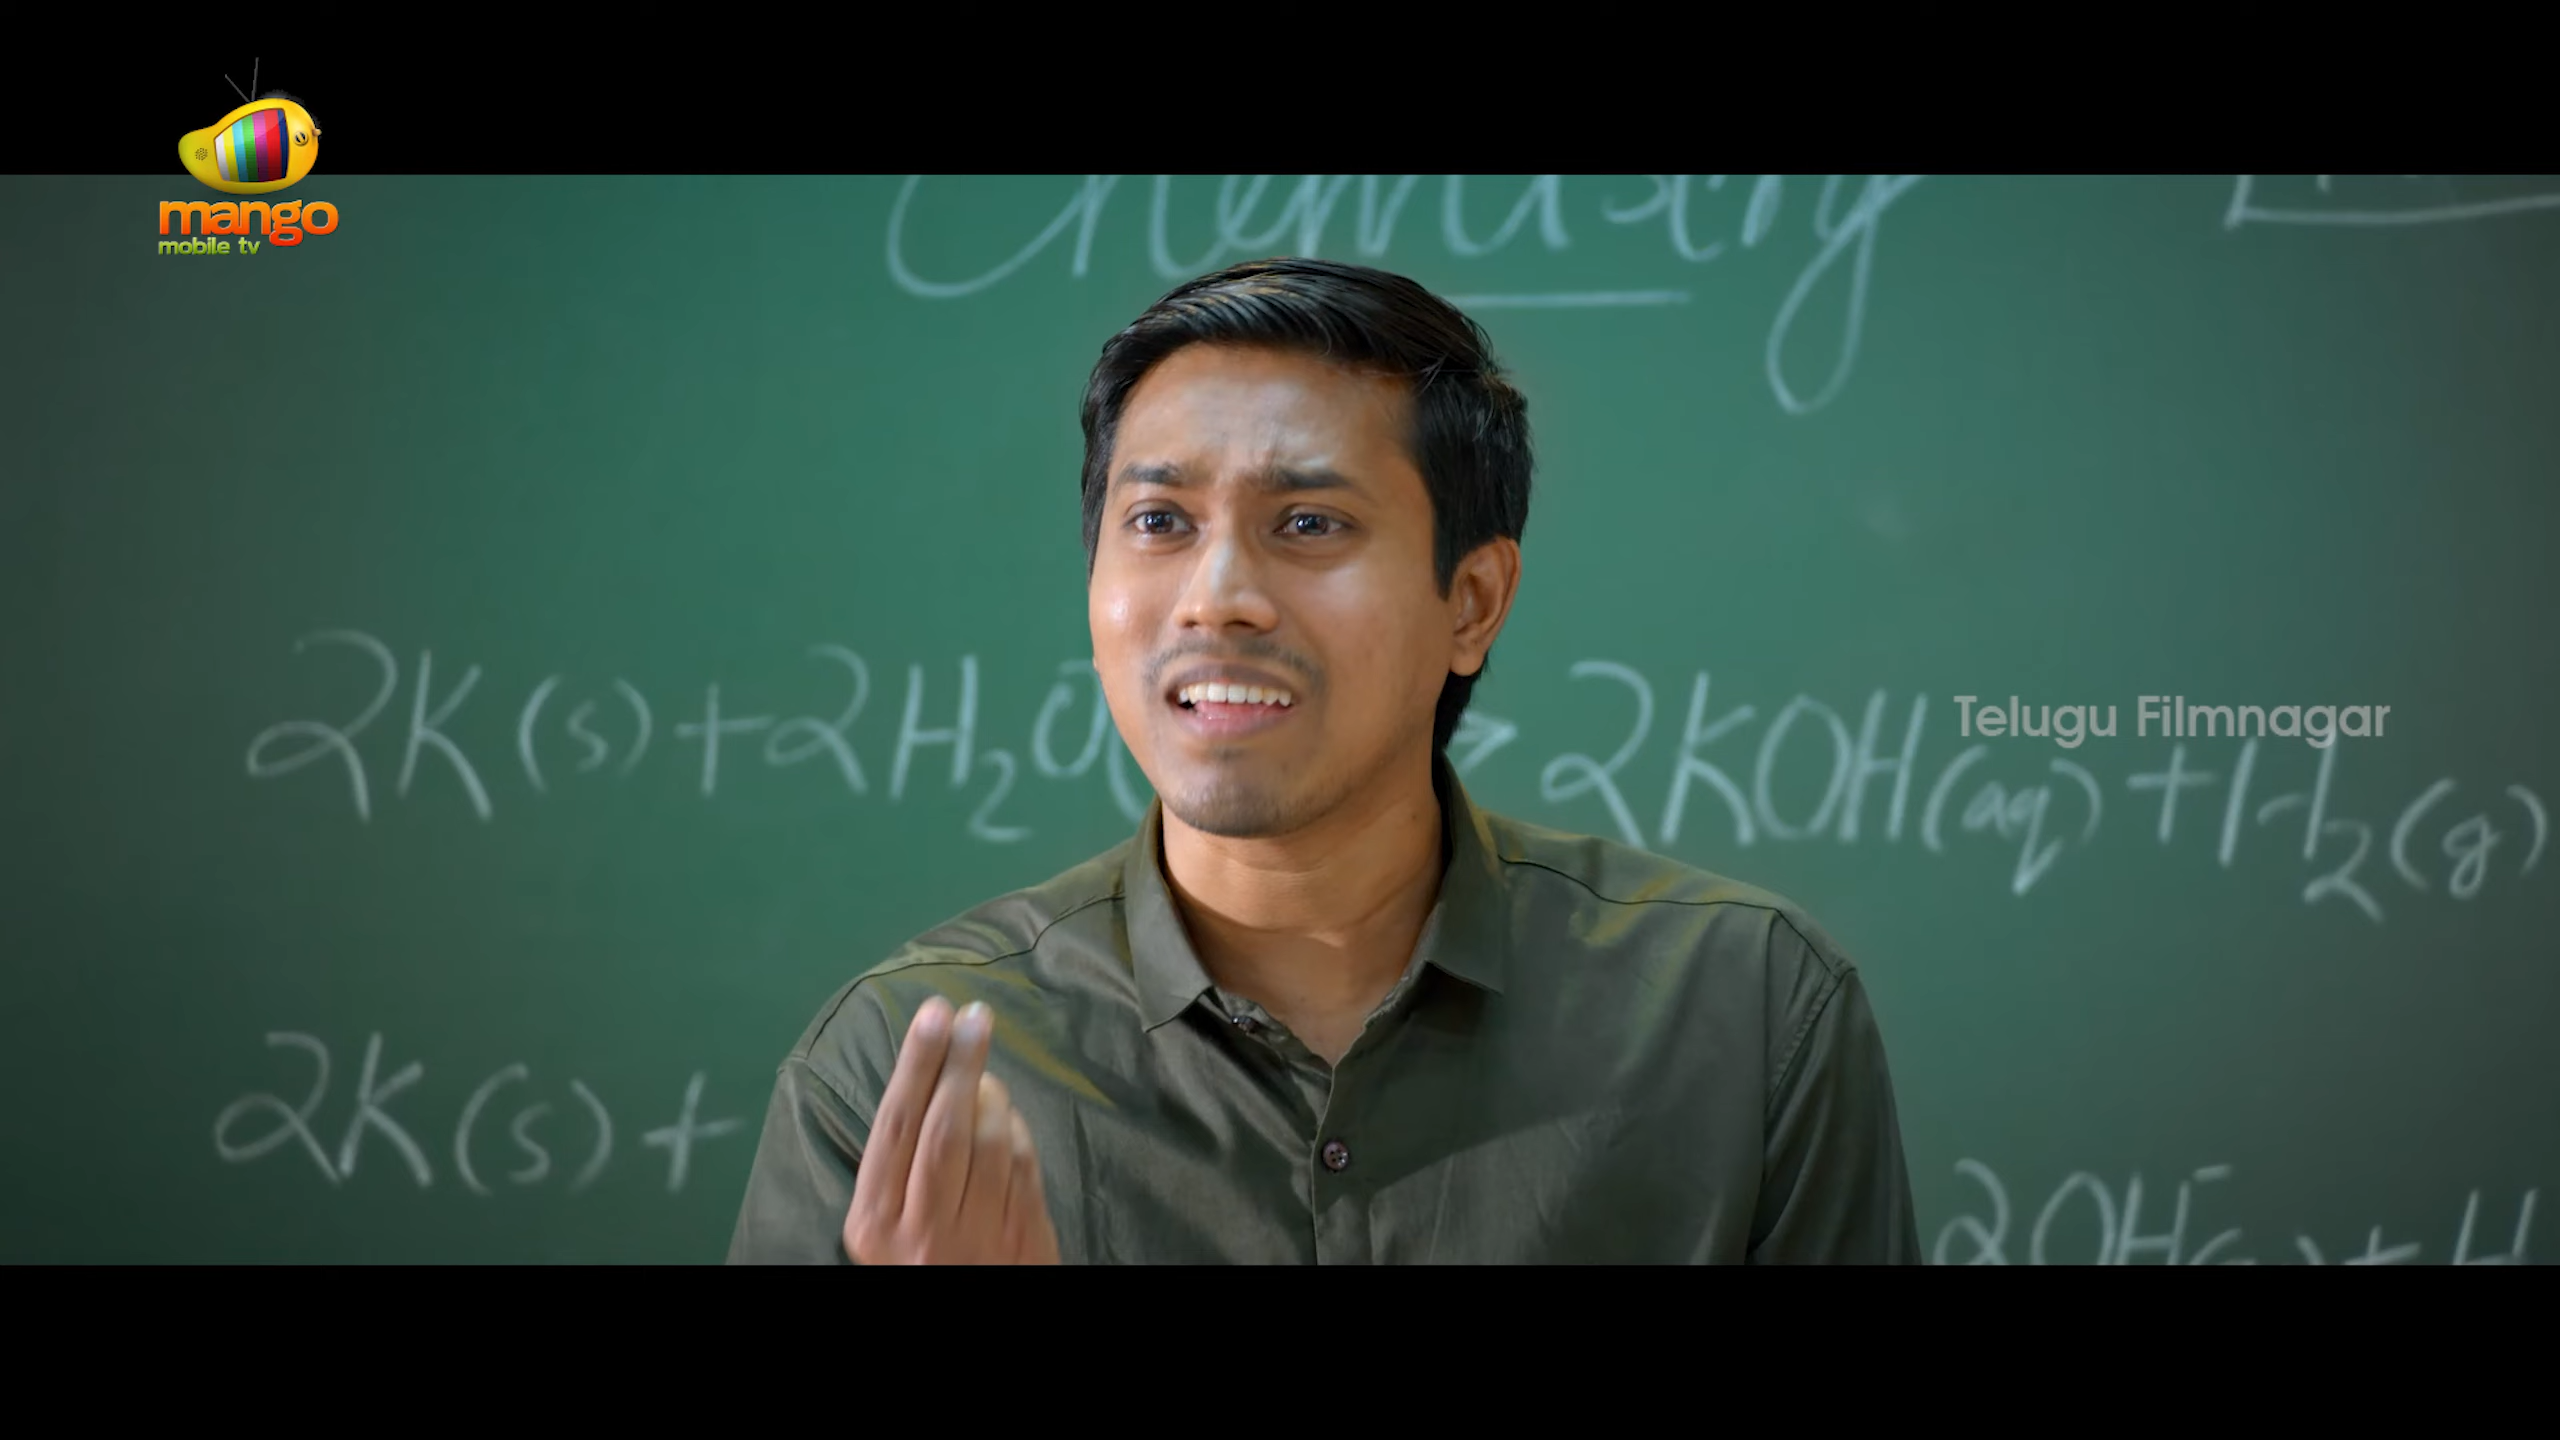 mango
mobile tv
Chemistry
2K(s)+2H₂O( → 2KOH(aq)+H₂(g)
Telugu Filmnagar
2K(s)+ 2OH⁻ + H